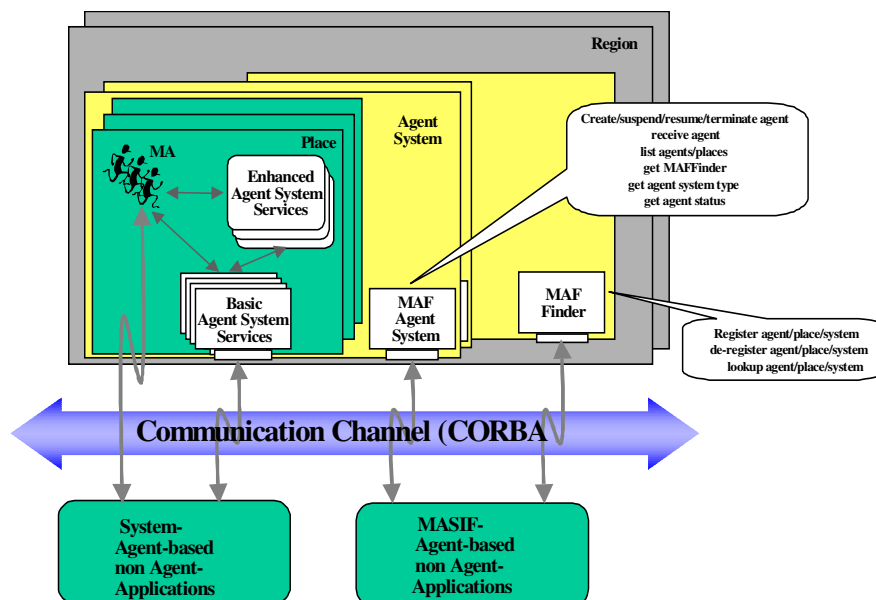 Region
Agent
System
Place
MA
Enhanced
Agent System
Services
Basic
Agent System
Services
MAF
Agent
System
MAF
Finder
Create/suspend/resume/terminate agent
receive agent
list agents/places
get MAFFinder
get agent system type
get agent status
Register agent/place/system
de-register agent/place/system
lookup agent/place/system
Communication Channel (CORBA
System-
Agent-based
non Agent-
Applications
MASIF-
Agent-based
non Agent-
Applications